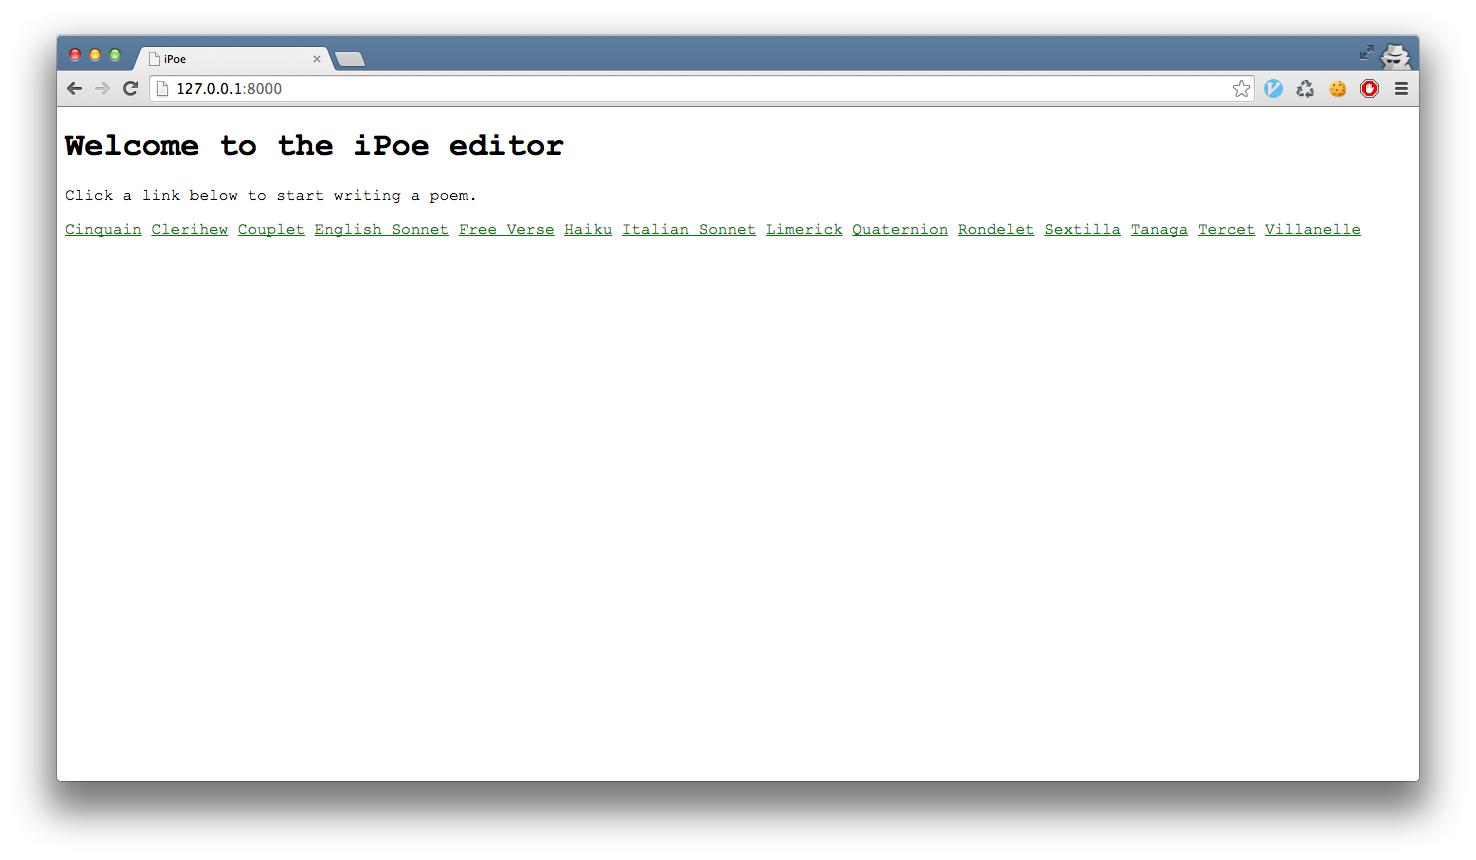 iPoe
127.0.0.1:8000
Welcome to the iPoe editor
Click a link below to start writing a poem.
Cinquain Clerihew Couplet English Sonnet Free Verse Haiku Italian Sonnet Limerick Quaternion Rondelet Sextilla Tanaga Tercet Villanelle